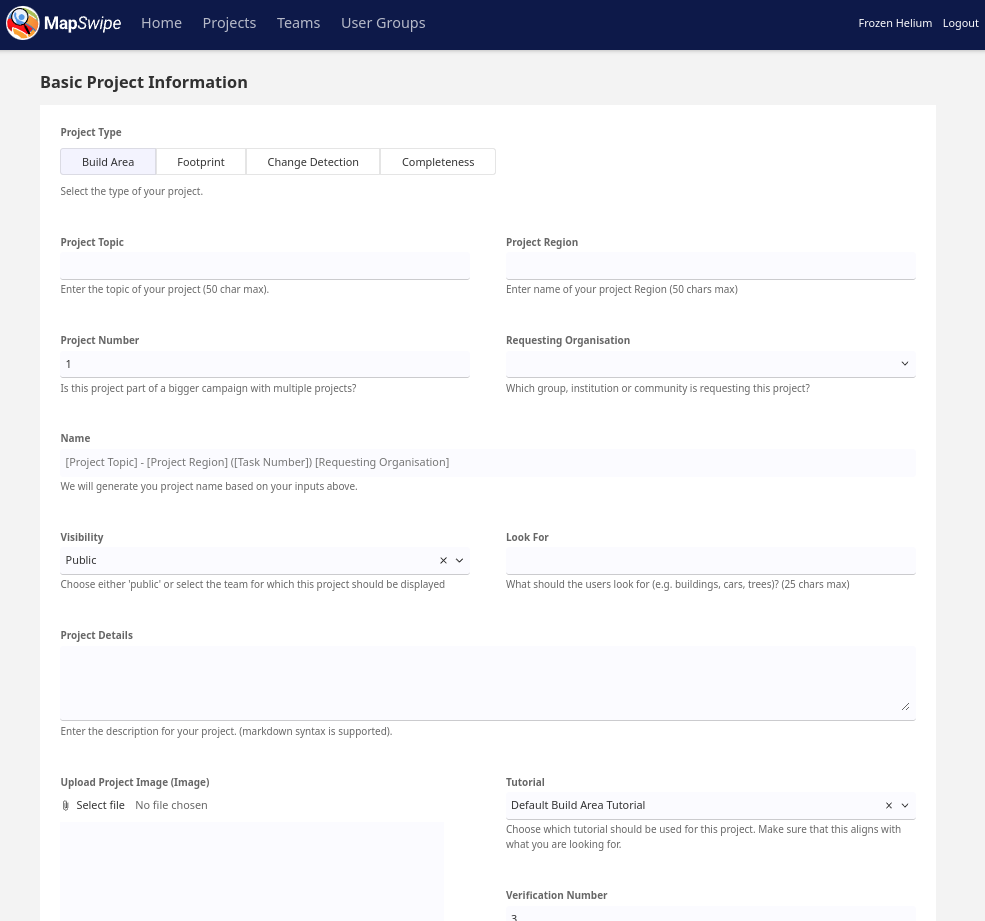 MapSwipe Home Projects Teams User Groups Frozen Helium Logout
Basic Project Information
Project Type
Build Area Footprint Change Detection Completeness
Select the type of your project.
Project Topic Project Region
Enter the topic of your project (50 char max). Enter name of your project Region (50 chars max)
Project Number Requesting Organisation
1
Is this project part of a bigger campaign with multiple projects? Which group, institution or community is requesting this project?
Name
[Project Topic] - [Project Region] ([Task Number]) [Requesting Organisation]
We will generate you project name based on your inputs above.
Visibility Look For
Public
Choose either 'public' or select the team for which this project should be displayed What should the users look for (e.g. buildings, cars, trees)? (25 chars max)
Project Details
Enter the description for your project. (markdown syntax is supported).
Upload Project Image (Image) Tutorial
Select file No file chosen Default Build Area Tutorial
Choose which tutorial should be used for this project. Make sure that this aligns with
what you are looking for.
Verification Number
3